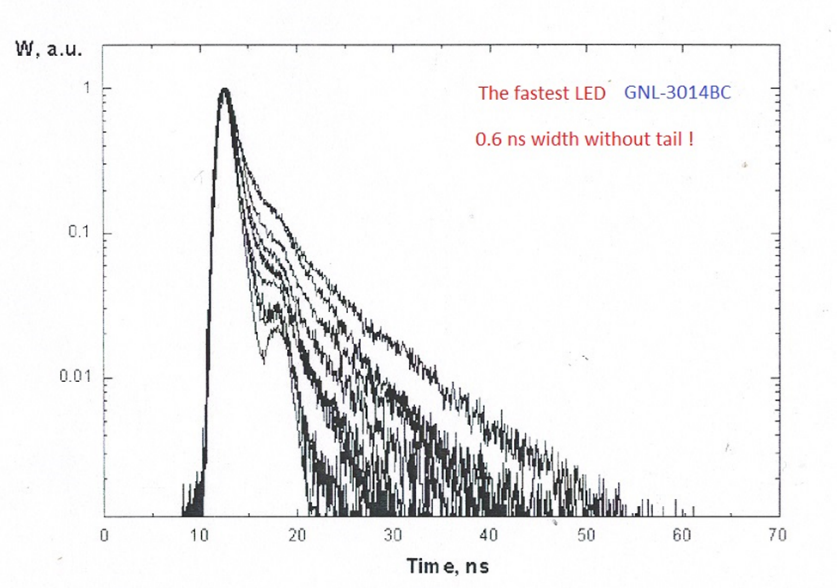 W, a.u.
The fastest LED GNL-3014BC
0.6 ns width without tail !
1
0.1
0.01
0 10 20 30 40 50 60 70
Time, ns